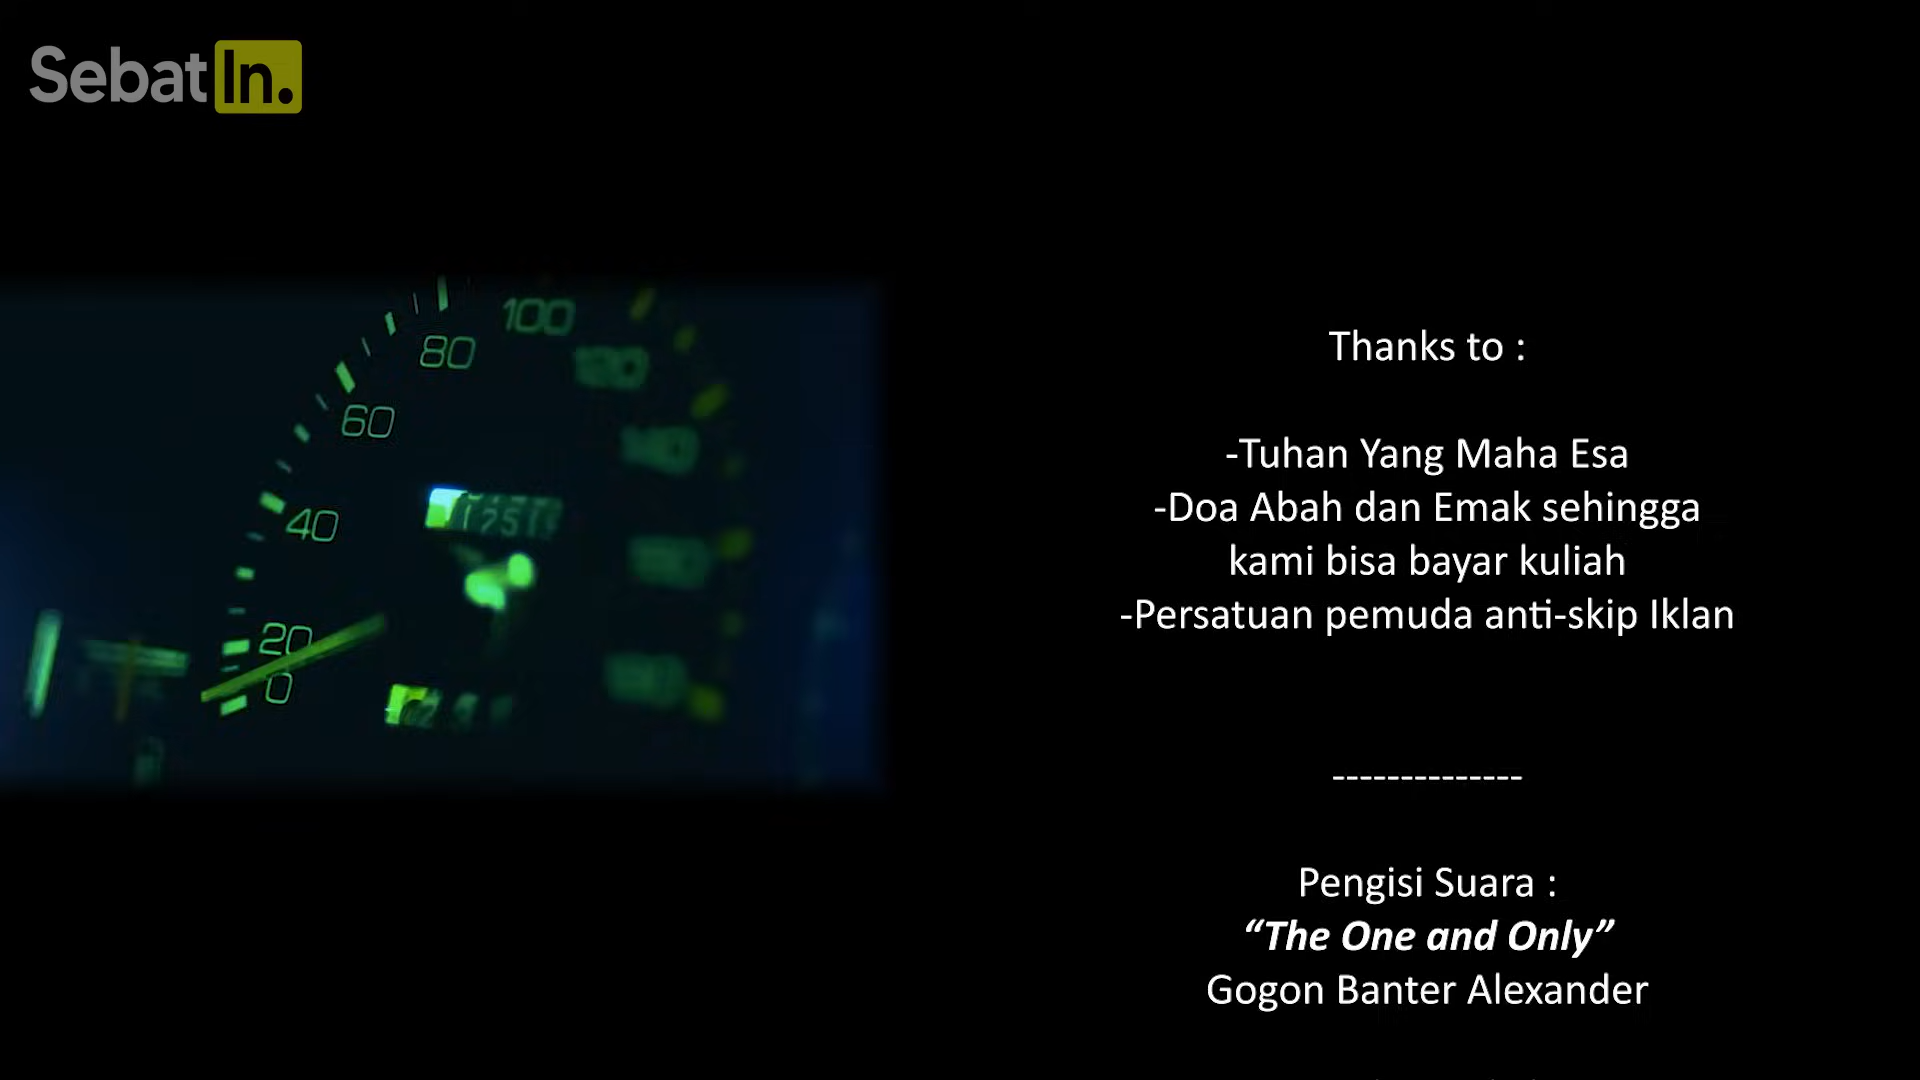 SebatIn.
100
80
60
40
20
0
Thanks to :
-Tuhan Yang Maha Esa
-Doa Abah dan Emak sehingga
kami bisa bayar kuliah
-Persatuan pemuda anti-skip Iklan
--------------
Pengisi Suara :
“The One and Only”
Gogon Banter Alexander